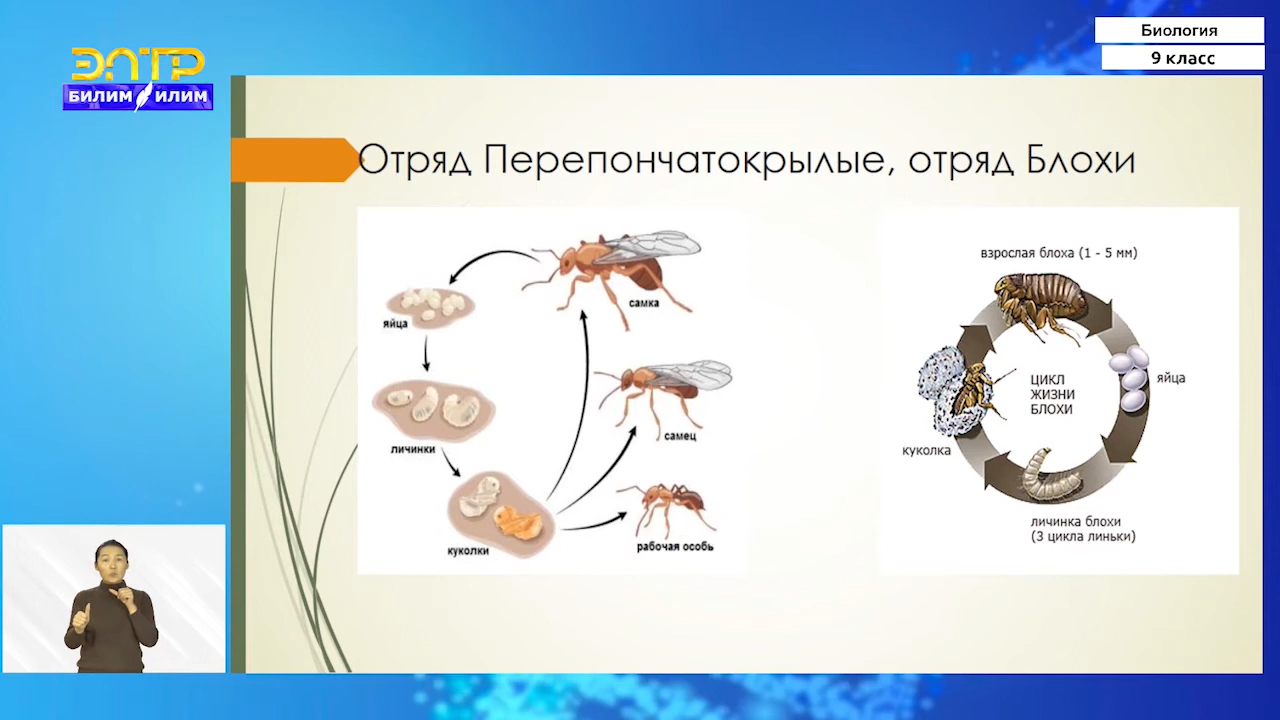 Биология
9 класс
ЭЛТР
БИЛИМ ИЛИМ
Отряд Перепончатокрылые, отряд Блохи
самка
яйца
личинки
самец
куколки
рабочая особь
взрослая блоха (1 - 5 мм)
яйца
ЦИКЛ
ЖИЗНИ
БЛОХИ
куколка
личинка блохи
(3 цикла линьки)